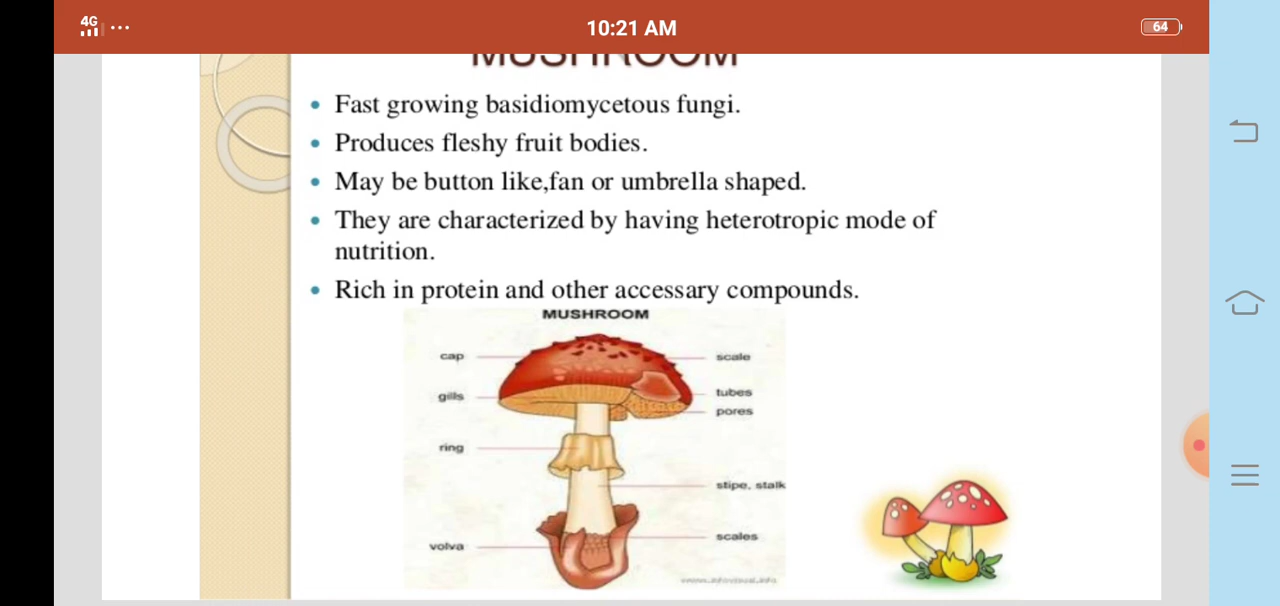 4G
10:21 AM
64
MUSHROOM
Fast growing basidiomycetous fungi.
Produces fleshy fruit bodies.
May be button like,fan or umbrella shaped.
They are characterized by having heterotropic mode of
nutrition.
Rich in protein and other accessary compounds.
MUSHROOM
cap
scale
gills
tubes
pores
ring
stipe, stalk
scales
volva